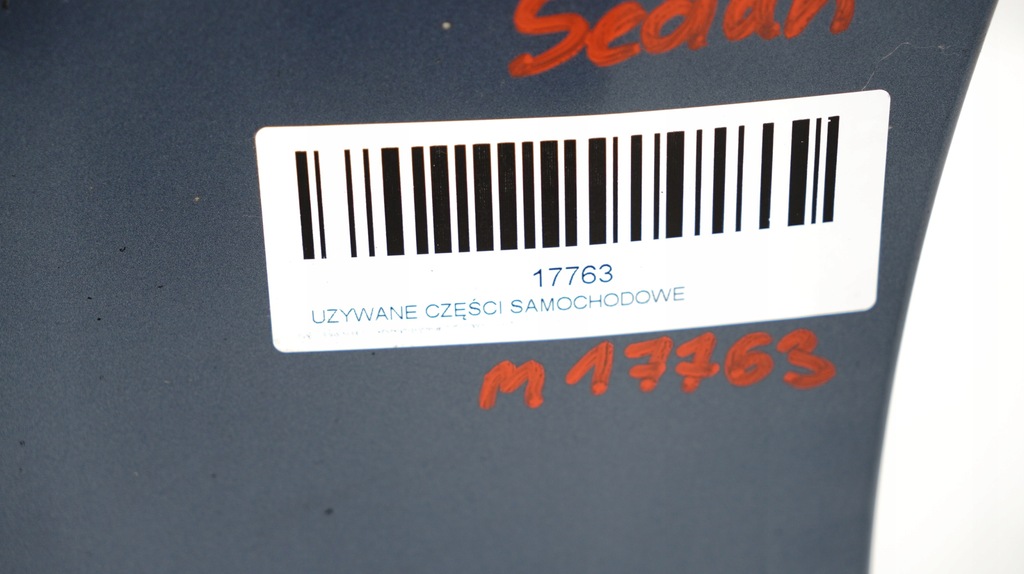 Sedan
17763
UZYWANE CZĘŚCI SAMOCHODOWE
M 17763